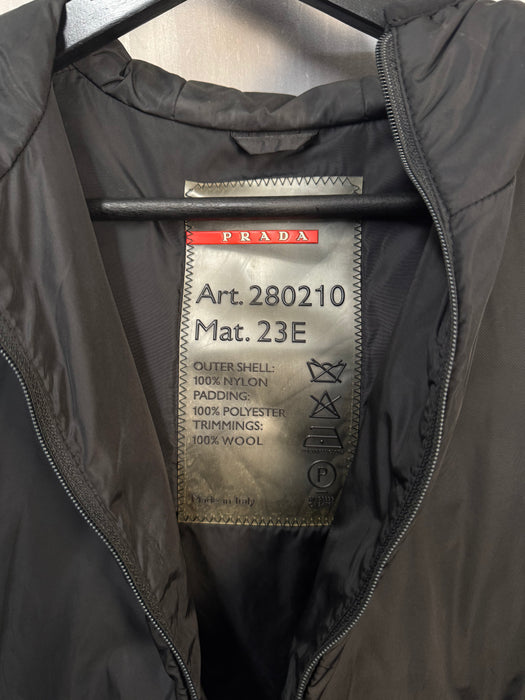 PRADA
Art. 280210
Mat. 23E
OUTER SHELL:
100% NYLON
PADDING:
100% POLYESTER
TRIMMINGS:
100% WOOL
P
Made in Italy